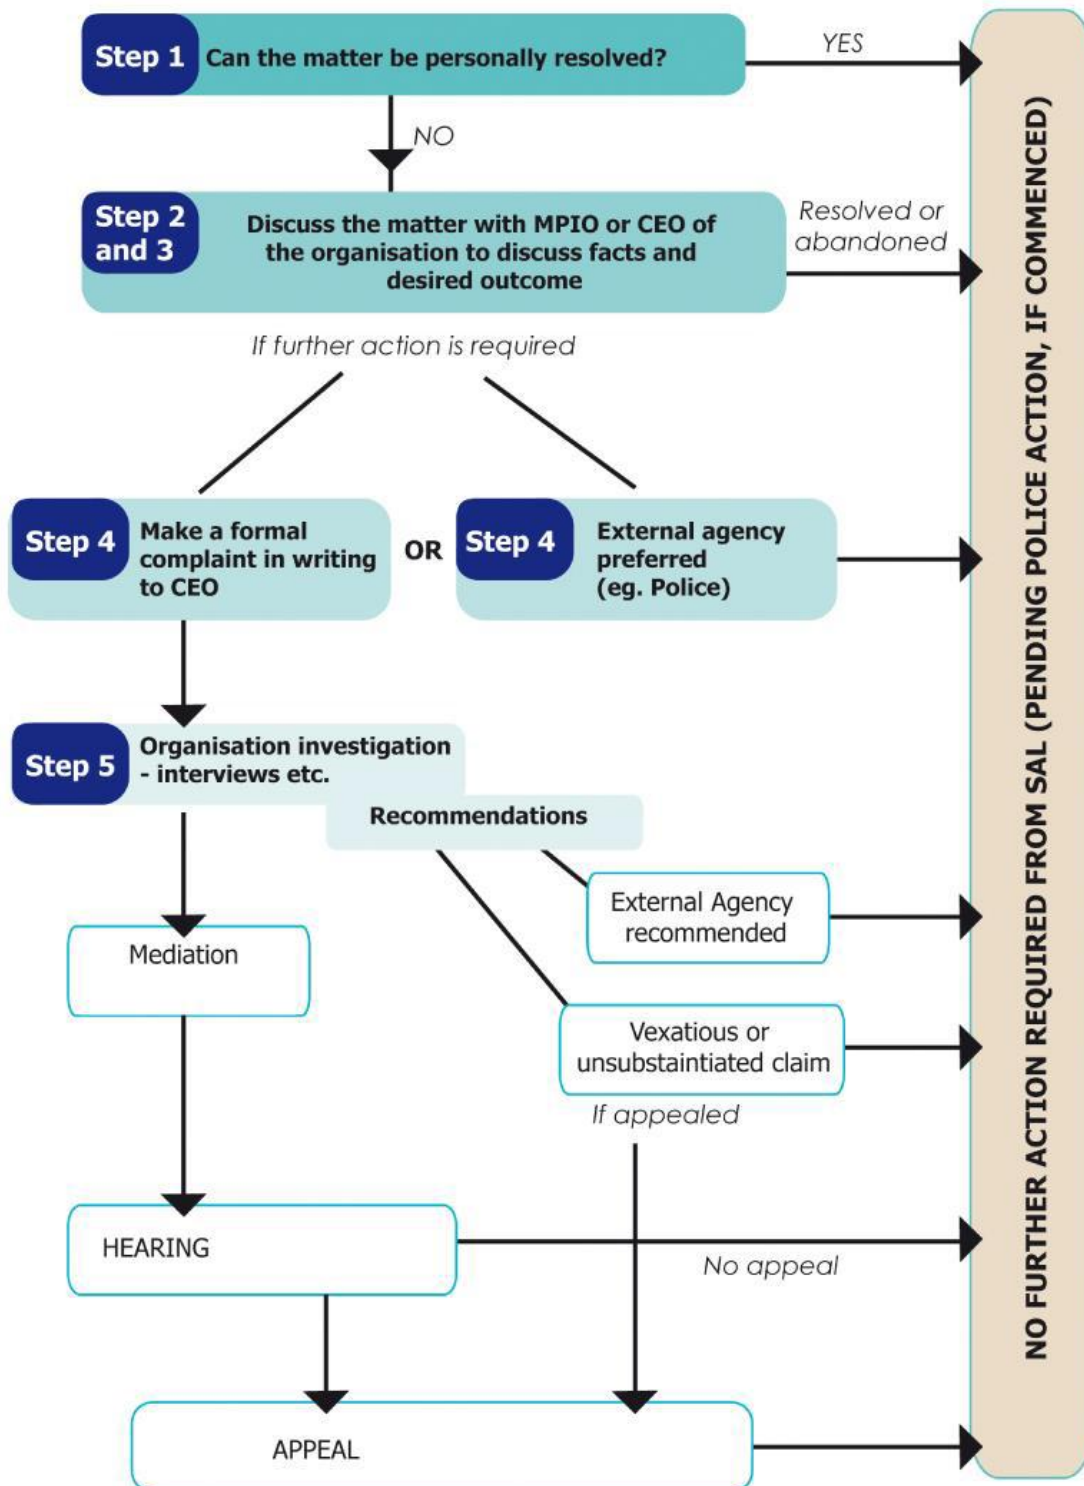 Step 1
Can the matter be personally resolved?
YES
NO
Step 2
and 3
Discuss the matter with MPIO or CEO of
the organisation to discuss facts and
desired outcome
Resolved or
abandoned
If further action is required
Step 4
Make a formal
complaint in writing
to CEO
OR
Step 4
External agency
preferred
(eg. Police)
Step 5
Organisation investigation
- interviews etc.
Recommendations
External Agency
recommended
Mediation
Vexatious or
unsubstaintiated claim
If appealed
HEARING
No appeal
APPEAL
NO FURTHER ACTION REQUIRED FROM SAL (PENDING POLICE ACTION, IF COMMENCED)